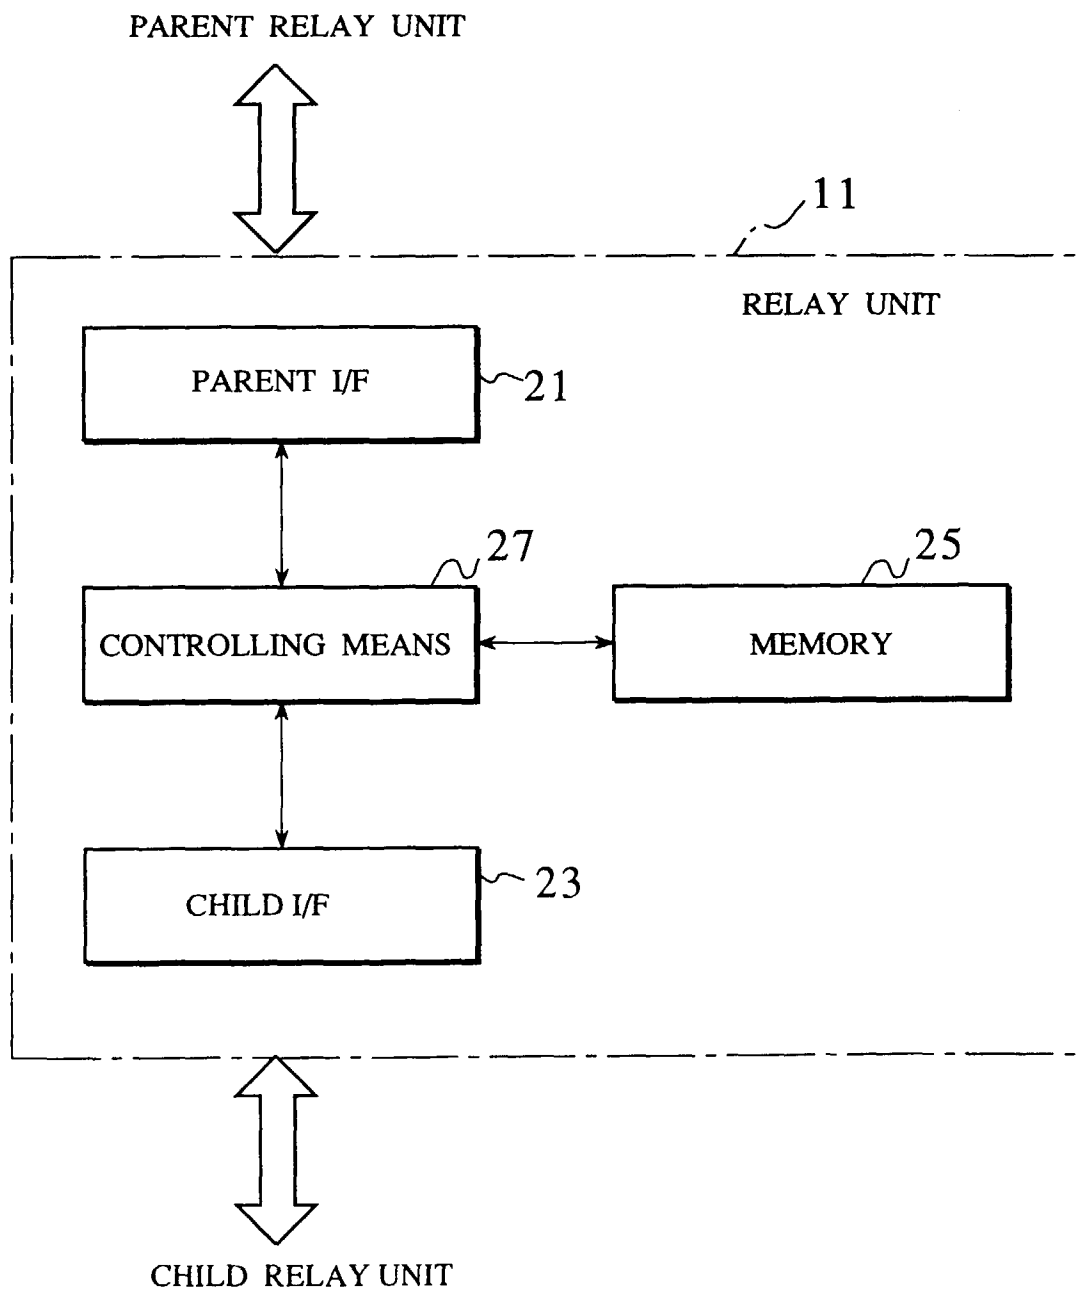 PARENT RELAY UNIT
11
RELAY UNIT
PARENT I/F
21
27
25
CONTROLLING MEANS
MEMORY
23
CHILD I/F
CHILD RELAY UNIT